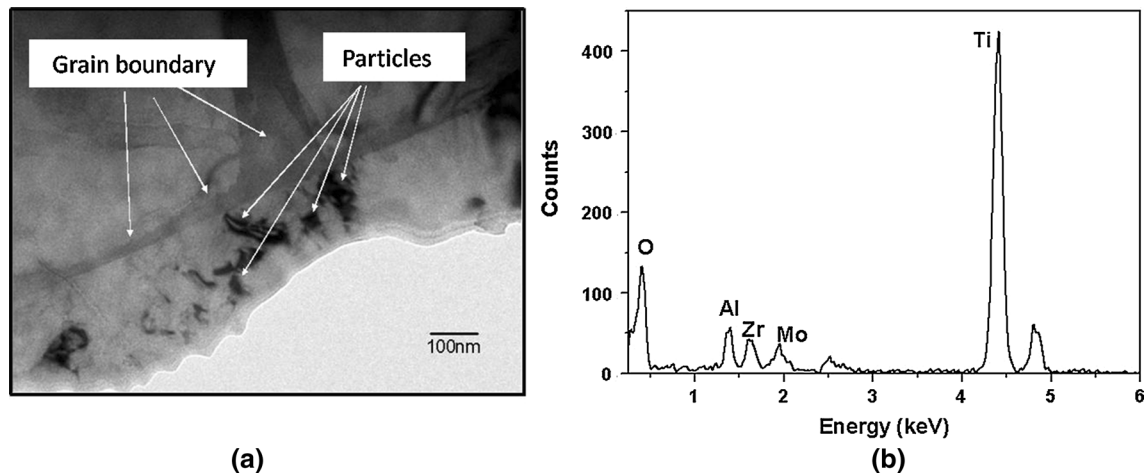 Grain boundary
Particles
100nm
(a)
Counts
400
300
200
100
0
O
Al
Zr
Mo
Ti
1 2 3 4 5 6
Energy (keV)
(b)